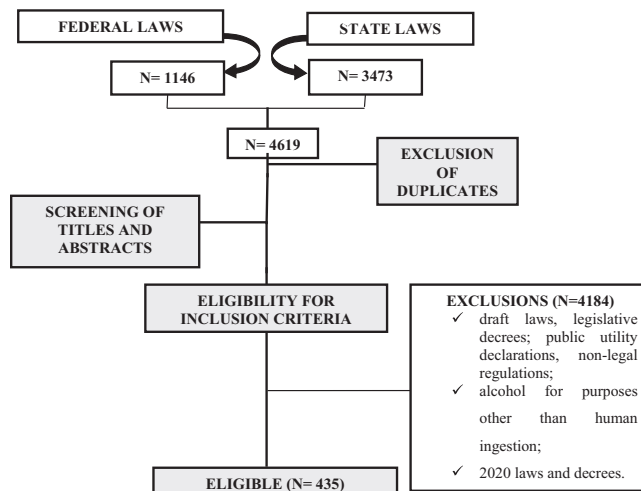 FEDERAL LAWS
STATE LAWS
N= 1146
N= 3473
N= 4619
EXCLUSION
OF
DUPLICATES
SCREENING OF
TITLES AND
ABSTRACTS
ELIGIBILITY FOR
INCLUSION CRITERIA
EXCLUSIONS (N=4184)
✓ draft laws, legislative
decrees; public utility
declarations, non-legal
regulations;
✓ alcohol for purposes
other than human
ingestion;
✓ 2020 laws and decrees.
ELIGIBLE (N= 435)